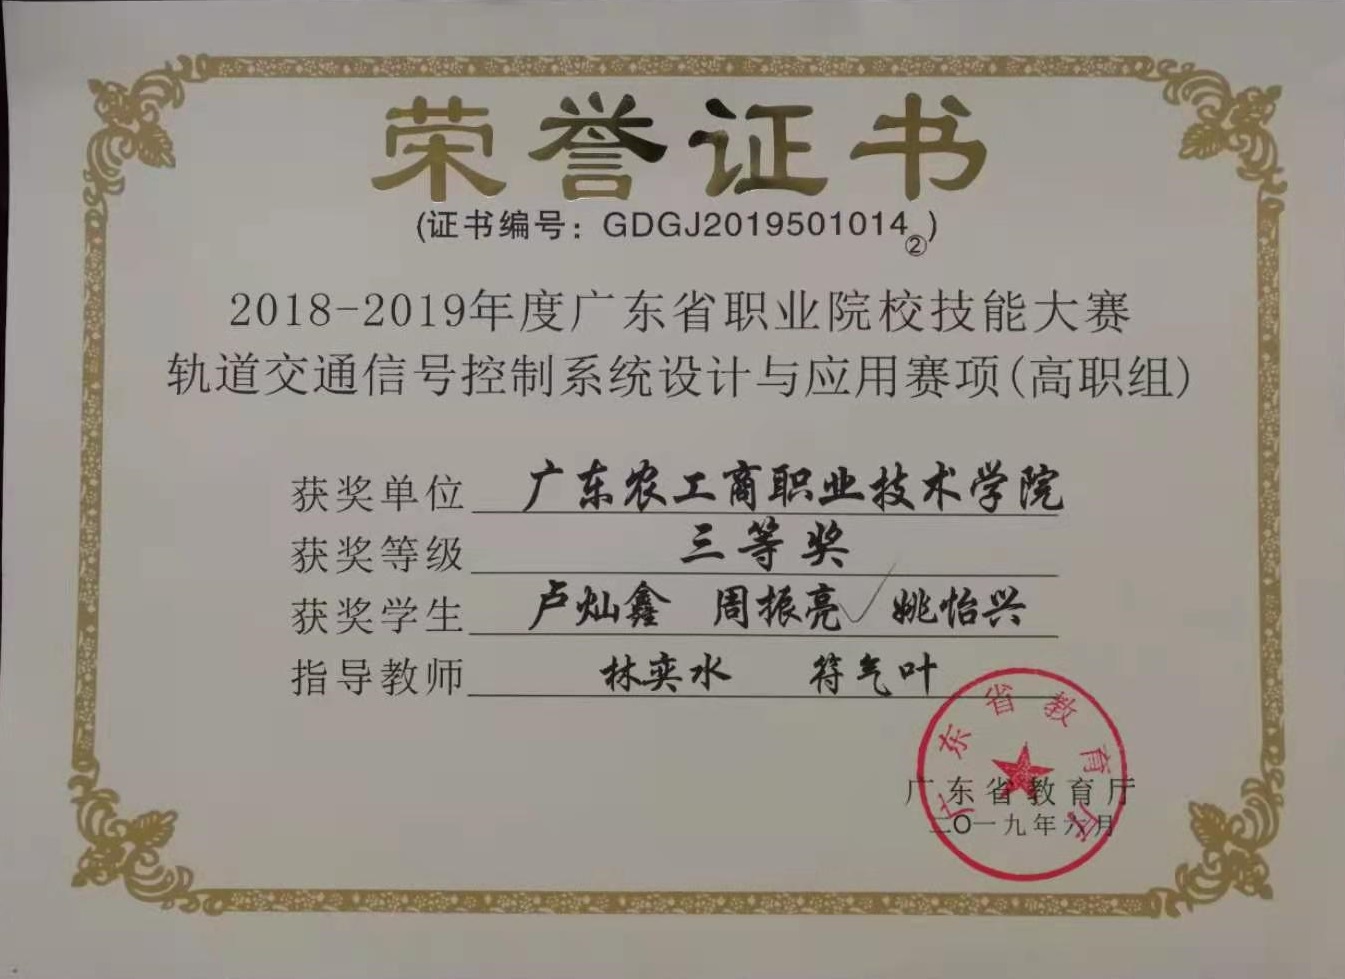 荣誉证书
(证书编号：GDGJ2019501014②)
2018-2019年度广东省职业院校技能大赛
轨道交通信号控制系统设计与应用赛项(高职组)
获奖单位 广东农工商职业技术学院
获奖等级 三等奖
获奖学生 卢灿鑫 周振亮 姚怡兴
指导教师 林奕水 符气叶
广东省教育厅
广东省教育厅
二〇一九年六月